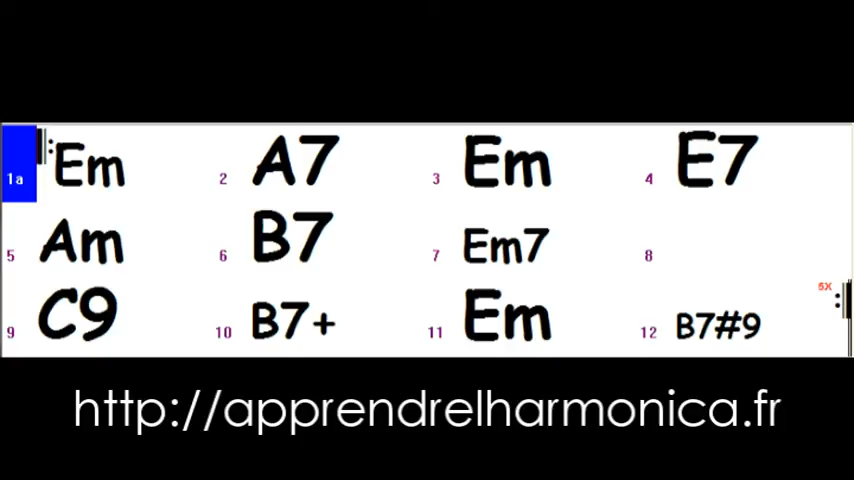 1a Em 2 A7 3 Em 4 E7
5 Am 6 B7 7 Em7 8
5X
9 C9 10 B7+ 11 Em 12 B7#9
http://apprendrelharmonica.fr